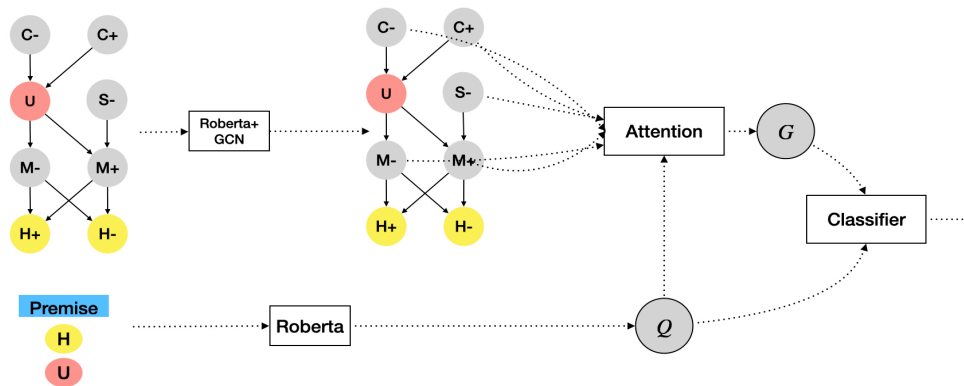 C- C+
U S-
M- M+
H+ H-
Roberta+
GCN
C- C+
U S-
M- M+
H+ H-
Attention
G
Classifier
Premise
H
U
Roberta
Q